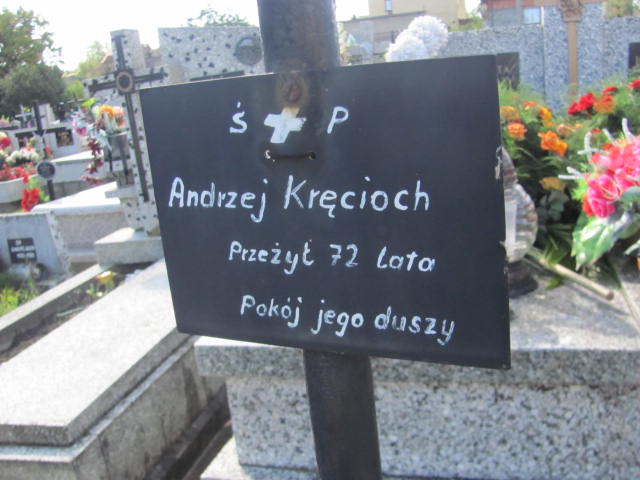 Ś P
Andrzej Kręcioch
Przeżył 72 Lata
Pokój jego duszy